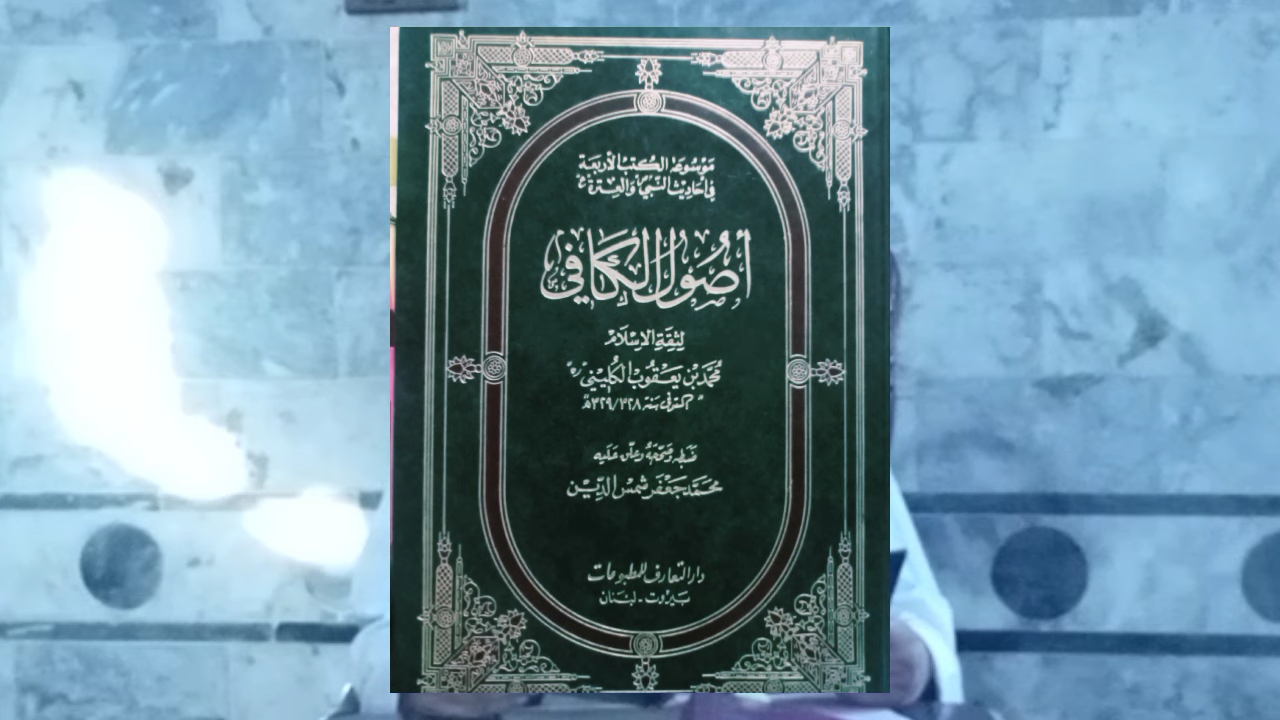 موسوعة الكتب الأربعة
في أحاديث النبي والعترة
أصول الكافي
لثقة الإسلام
محمد بن يعقوب الكليني "ره"
"المتوفى سنة ٣٢٨/٣٢٩ ه"
ضبطه وصححه وعلق عليه
محمد جعفر شمس الدين
دار التعارف للمطبوعات
بيروت - لبنان